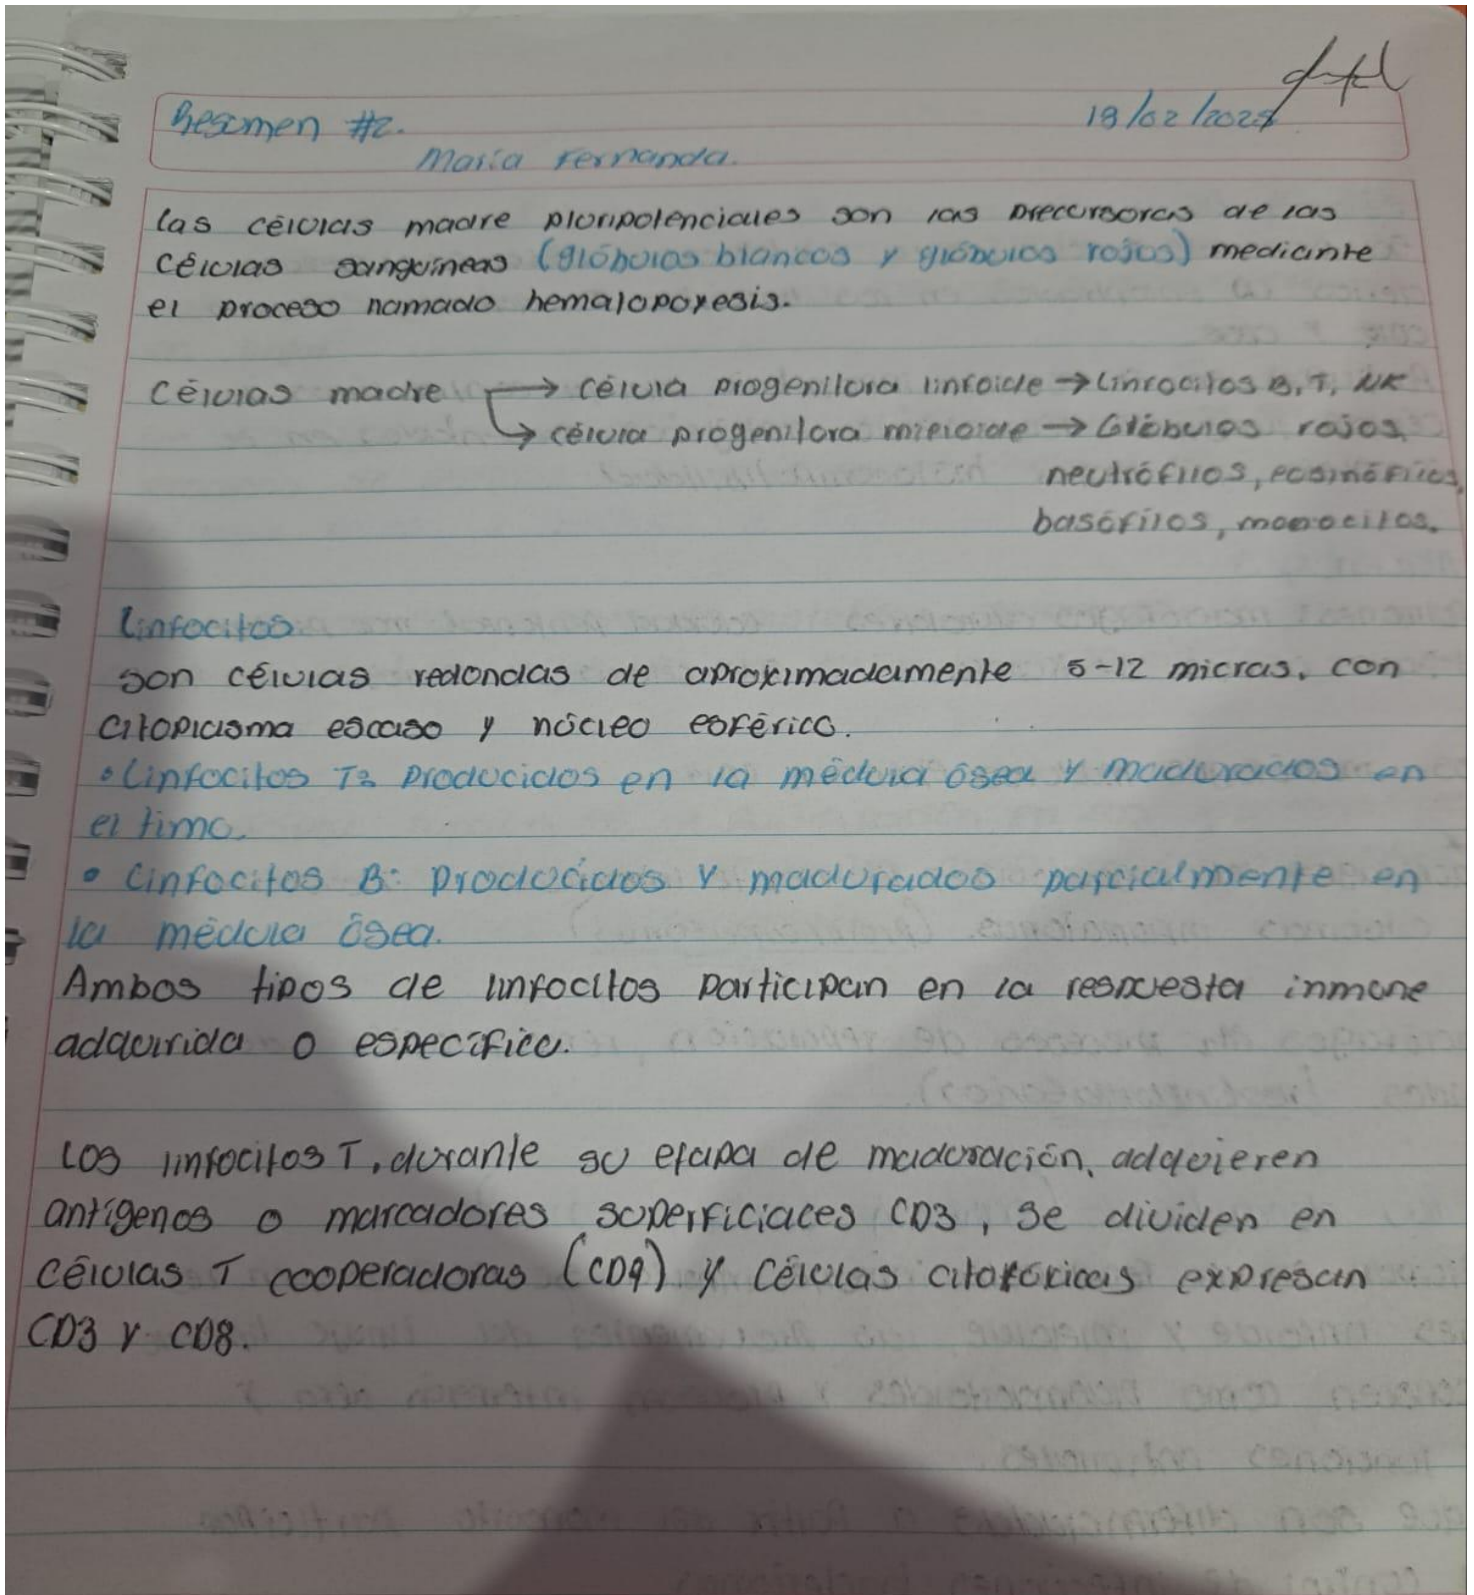 Resumen #2.
19/02/202
Maria Fernanda.
Las células madre pluripotenciales son las precursoras de las
células sanguíneas (glóbulos blancos y glóbulos rojos) mediante
el proceso llamado hematopoyesis.
Células madre → célula progenitora linfoide → Linfocitos B, T, NK
→ célula progenitora mieloide → Glóbulos rojos,
neutrófilos, eosinófilos,
basófilos, monocitos.
Linfocitos
Son células redondas de aproximadamente 5-12 micras, con
citoplasma escaso y núcleo esférico.
• Linfocitos T: Producidos en la médula ósea y madurados en
el timo.
• Linfocitos B: Producidos y madurados parcialmente en
la médula ósea.
Ambos tipos de linfocitos participan en la respuesta inmune
adquirida o específica.
Los linfocitos T, durante su etapa de maduración, adquieren
antígenos o marcadores superficiales CD3, se dividen en
células T cooperadoras (CD4) y células citotóxicas expresan
CD3 y CD8.